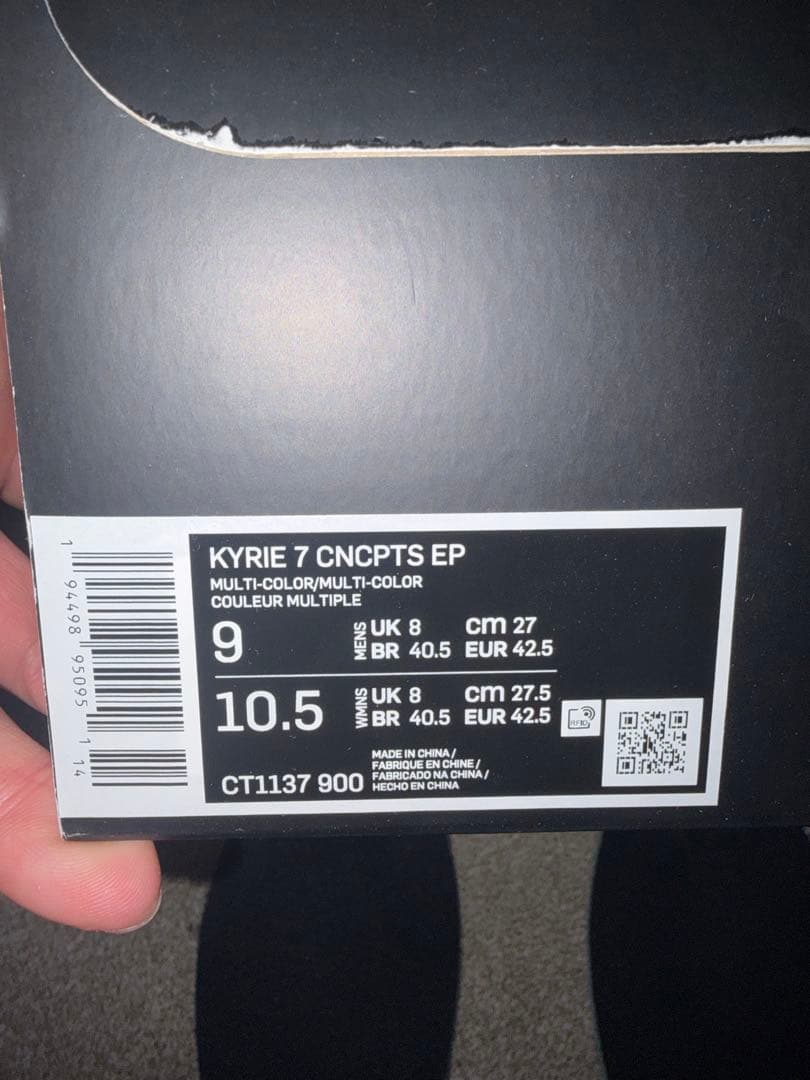 KYRIE 7 CNCPTS EP
MULTI-COLOR/MULTI-COLOR
COULEUR MULTIPLE
9 MENS UK 8 cm 27
BR 40.5 EUR 42.5
10.5 WMNS UK 8 cm 27.5
BR 40.5 EUR 42.5
RFID
CT1137 900
MADE IN CHINA /
FABRIQUE EN CHINE /
FABRICADO NA CHINA /
HECHO EN CHINA
1 94498 95095 1 14